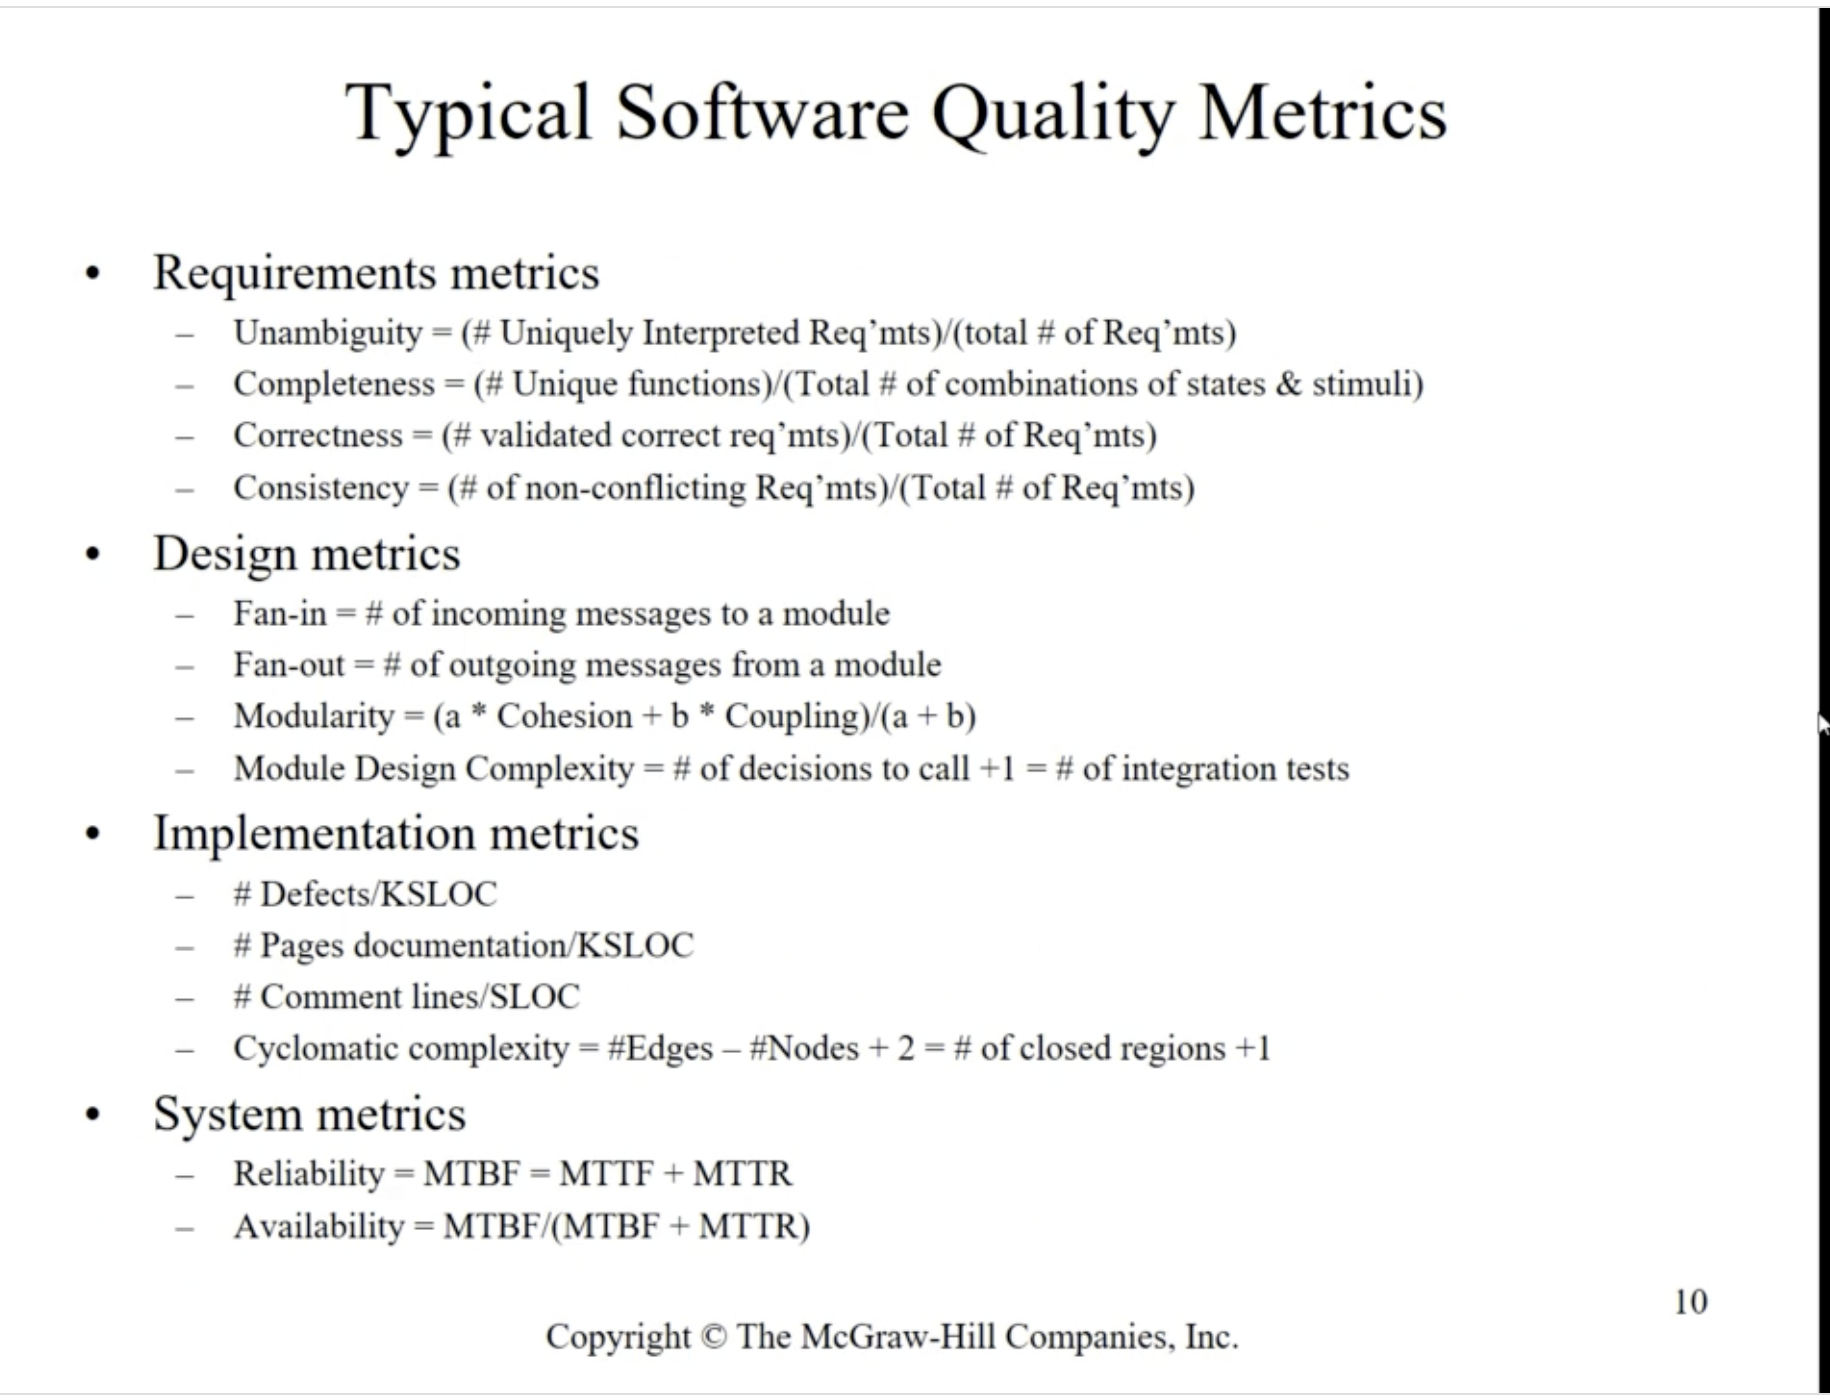 Typical Software Quality Metrics
• Requirements metrics
– Unambiguity = (# Uniquely Interpreted Req’mts)/(total # of Req’mts)
– Completeness = (# Unique functions)/(Total # of combinations of states & stimuli)
– Correctness = (# validated correct req’mts)/(Total # of Req’mts)
– Consistency = (# of non-conflicting Req’mts)/(Total # of Req’mts)
• Design metrics
– Fan-in = # of incoming messages to a module
– Fan-out = # of outgoing messages from a module
– Modularity = (a * Cohesion + b * Coupling)/(a + b)
– Module Design Complexity = # of decisions to call +1 = # of integration tests
• Implementation metrics
– # Defects/KSLOC
– # Pages documentation/KSLOC
– # Comment lines/SLOC
– Cyclomatic complexity = #Edges – #Nodes + 2 = # of closed regions +1
• System metrics
– Reliability = MTBF = MTTF + MTTR
– Availability = MTBF/(MTBF + MTTR)
10
Copyright © The McGraw-Hill Companies, Inc.